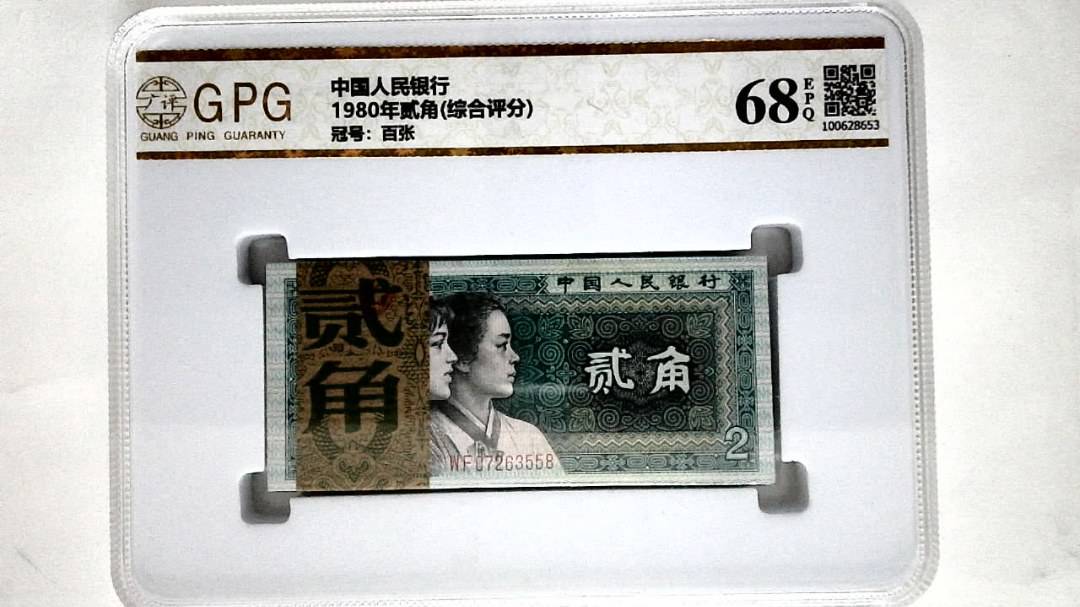 广评
GPG
GUANG PING GUARANTY
中国人民银行
1980年贰角(综合评分)
冠号：百张
68
EPQ
100628653
贰角
中国人民银行
贰角
2
WF07263558